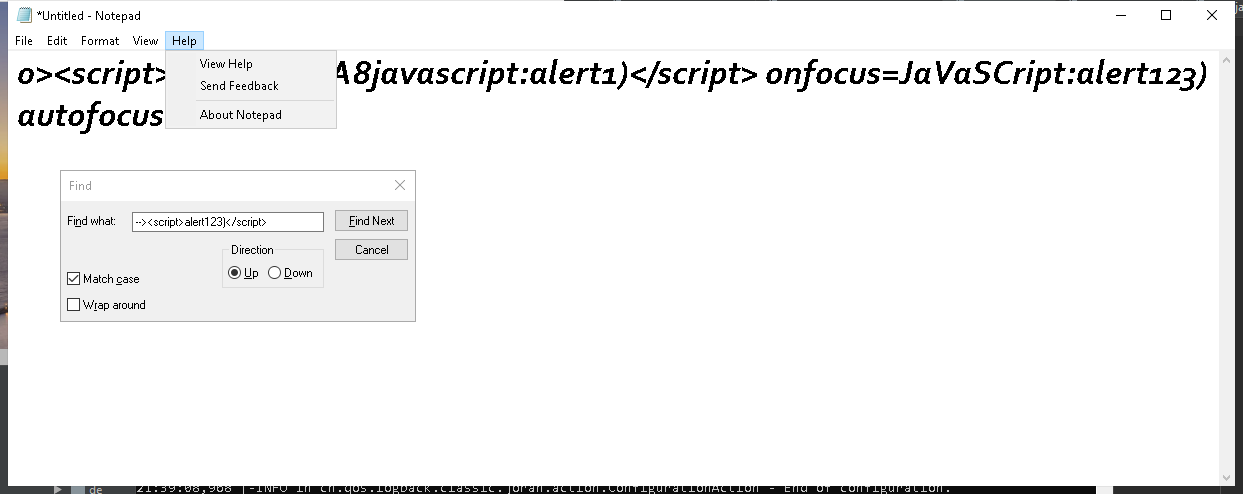 *Untitled - Notepad
File Edit Format View Help
o><script> A8javascript:alert1)</script> onfocus=JaVaSCript:alert123)
autofocus
View Help
Send Feedback
About Notepad
Find
Find what: --><script>alert123)</script> Find Next
Cancel
Direction
Up Down
Match case
Wrap around
de 21:39:08,968 |-INFO in ch.qos.logback.classic.joran.action.ConfigurationAction - End of configuration.